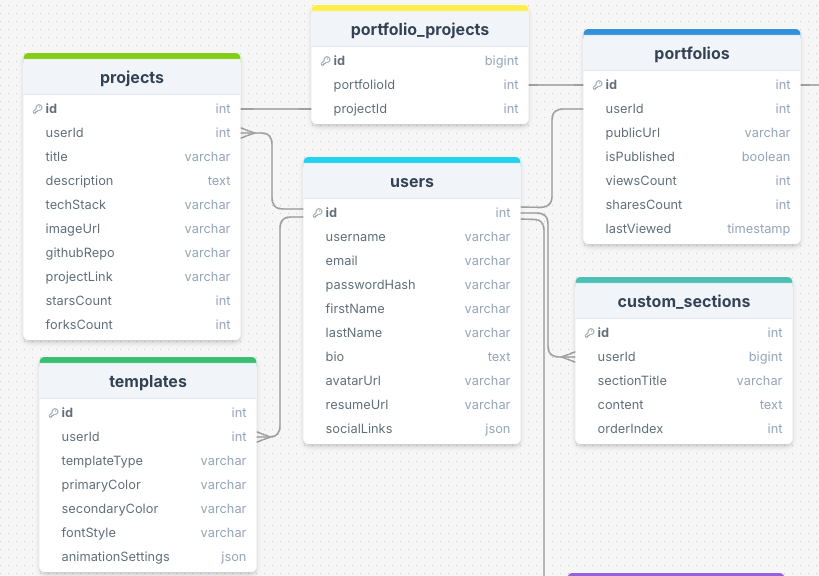 projects
id int
userId int
title varchar
description text
techStack varchar
imageUrl varchar
githubRepo varchar
projectLink varchar
starsCount int
forksCount int
portfolio_projects
id bigint
portfolioId int
projectId int
portfolios
id int
userId int
publicUrl varchar
isPublished boolean
viewsCount int
sharesCount int
lastViewed timestamp
users
id int
username varchar
email varchar
passwordHash varchar
firstName varchar
lastName varchar
bio text
avatarUrl varchar
resumeUrl varchar
socialLinks json
custom_sections
id int
userId bigint
sectionTitle varchar
content text
orderIndex int
templates
id int
userId int
templateType varchar
primaryColor varchar
secondaryColor varchar
fontStyle varchar
animationSettings json